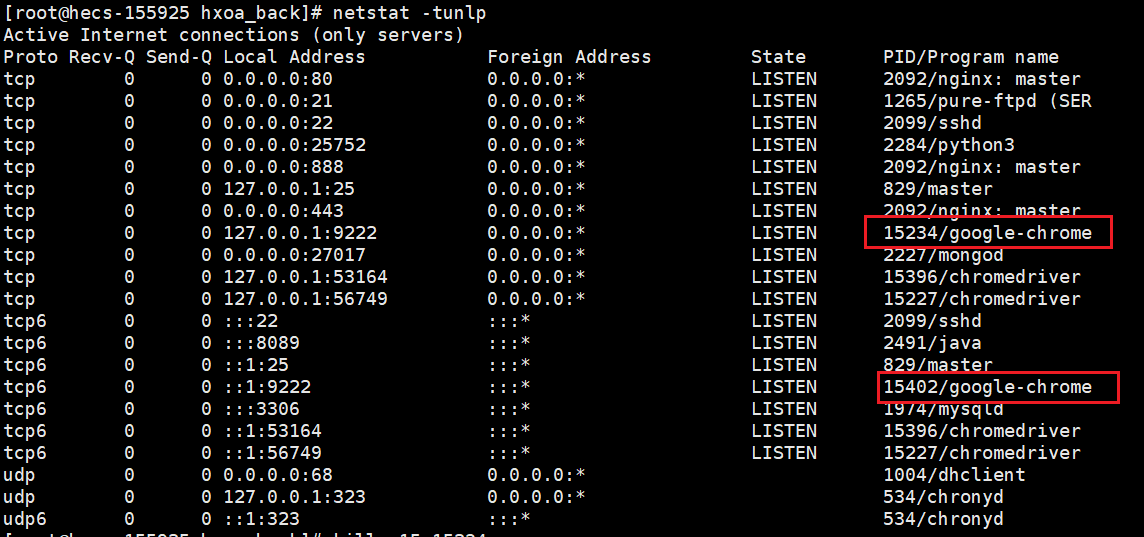 [root@hecs-155925 hxoa_back]# netstat -tunlp
Active Internet connections (only servers)
Proto Recv-Q Send-Q Local Address           Foreign Address         State       PID/Program name
tcp        0      0 0.0.0.0:80              0.0.0.0:*               LISTEN      2092/nginx: master
tcp        0      0 0.0.0.0:21              0.0.0.0:*               LISTEN      1265/pure-ftpd (SER
tcp        0      0 0.0.0.0:22              0.0.0.0:*               LISTEN      2099/sshd
tcp        0      0 0.0.0.0:25752           0.0.0.0:*               LISTEN      2284/python3
tcp        0      0 0.0.0.0:888             0.0.0.0:*               LISTEN      2092/nginx: master
tcp        0      0 127.0.0.1:25            0.0.0.0:*               LISTEN      829/master
tcp        0      0 0.0.0.0:443             0.0.0.0:*               LISTEN      2092/nginx: master
tcp        0      0 127.0.0.1:9222          0.0.0.0:*               LISTEN      15234/google-chrome
tcp        0      0 0.0.0.0:27017           0.0.0.0:*               LISTEN      2227/mongod
tcp        0      0 127.0.0.1:53164         0.0.0.0:*               LISTEN      15396/chromedriver
tcp        0      0 127.0.0.1:56749         0.0.0.0:*               LISTEN      15227/chromedriver
tcp6       0      0 :::22                   :::*                    LISTEN      2099/sshd
tcp6       0      0 :::8089                 :::*                    LISTEN      2491/java
tcp6       0      0 ::1:25                  :::*                    LISTEN      829/master
tcp6       0      0 ::1:9222                :::*                    LISTEN      15402/google-chrome
tcp6       0      0 :::3306                 :::*                    LISTEN      1974/mysqld
tcp6       0      0 ::1:53164               :::*                    LISTEN      15396/chromedriver
tcp6       0      0 ::1:56749               :::*                    LISTEN      15227/chromedriver
udp        0      0 0.0.0.0:68              0.0.0.0:*                           1004/dhclient
udp        0      0 127.0.0.1:323           0.0.0.0:*                           534/chronyd
udp6       0      0 ::1:323                 :::*                                534/chronyd